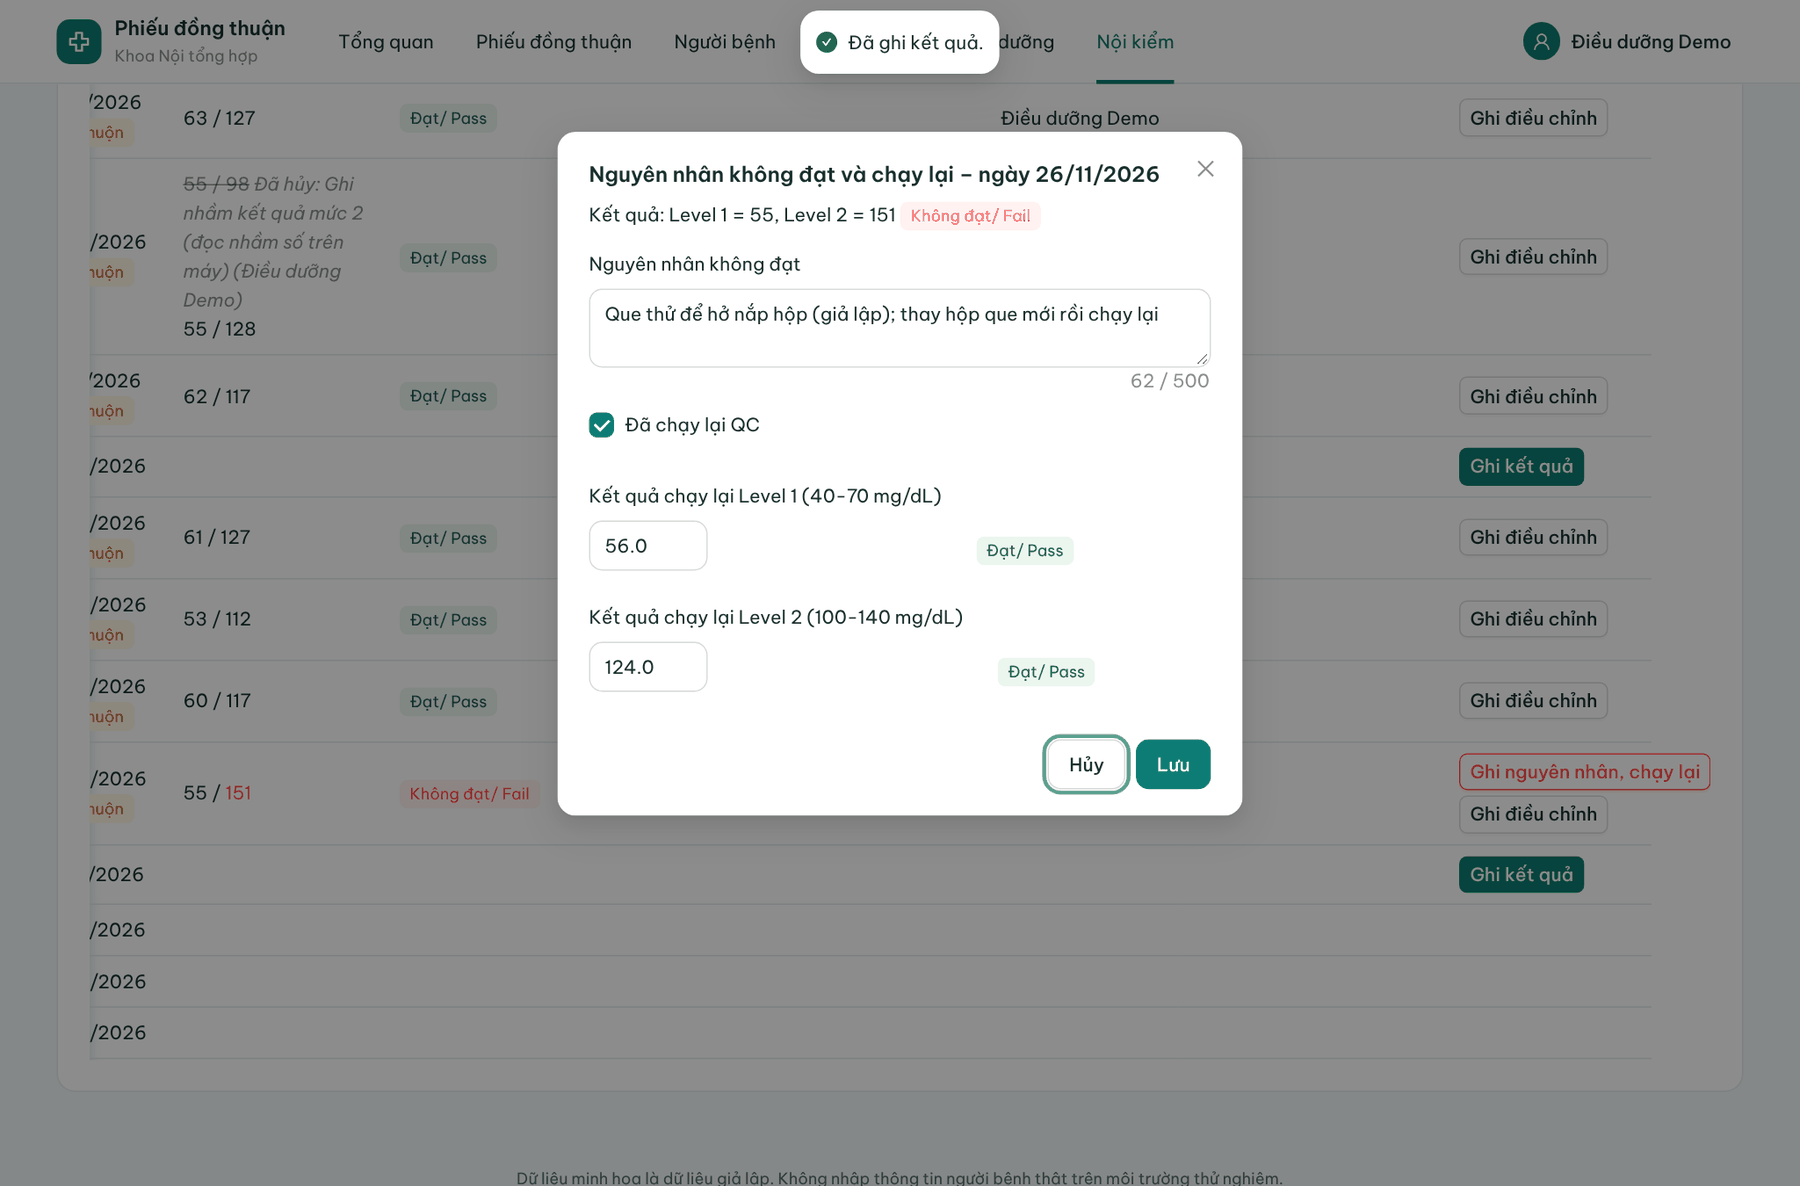 Phiếu đồng thuận
Khoa Nội tổng hợp
Tổng quan
Phiếu đồng thuận
Người bệnh
dưỡng
Nội kiểm
Đã ghi kết quả.
Điều dưỡng Demo
/2026
63 / 127
Đạt/ Pass
Điều dưỡng Demo
Ghi điều chỉnh
/2026
55 / 98 Đã hủy: Ghi
nhầm kết quả mức 2
(đọc nhầm số trên
máy) (Điều dưỡng
Demo)
55 / 128
Đạt/ Pass
Ghi điều chỉnh
/2026
62 / 117
Đạt/ Pass
Ghi điều chỉnh
/2026
Ghi kết quả
/2026
61 / 127
Đạt/ Pass
Ghi điều chỉnh
/2026
53 / 112
Đạt/ Pass
Ghi điều chỉnh
/2026
60 / 117
Đạt/ Pass
Ghi điều chỉnh
/2026
55 / 151
Không đạt/ Fail
Ghi nguyên nhân, chạy lại
Ghi điều chỉnh
/2026
Ghi kết quả
/2026
/2026
/2026
Nguyên nhân không đạt và chạy lại – ngày 26/11/2026
Kết quả: Level 1 = 55, Level 2 = 151 Không đạt/ Fail
Nguyên nhân không đạt
Que thử để hở nắp hộp (giả lập); thay hộp que mới rồi chạy lại
62 / 500
Đã chạy lại QC
Kết quả chạy lại Level 1 (40-70 mg/dL)
56.0
Đạt/ Pass
Kết quả chạy lại Level 2 (100-140 mg/dL)
124.0
Đạt/ Pass
Hủy
Lưu
Dữ liệu minh họa là dữ liệu giả lập. Không nhập thông tin người bệnh thật trên môi trường thử nghiệm.